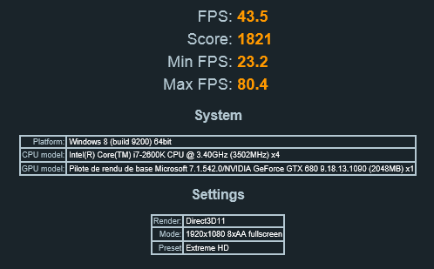 FPS: 43.5
Score: 1821
Min FPS: 23.2
Max FPS: 80.4
System
Platform: Windows 8 (build 9200) 64bit
CPU model: Intel(R) Core(TM) i7-2600K CPU @ 3.40GHz (3502MHz) x4
GPU model: Pilote de rendu de base Microsoft 7.1.542.0/NVIDIA GeForce GTX 680 9.18.13.1090 (2048MB) x1
Settings
Render: Direct3D11
Mode: 1920x1080 8xAA fullscreen
Preset Extreme HD